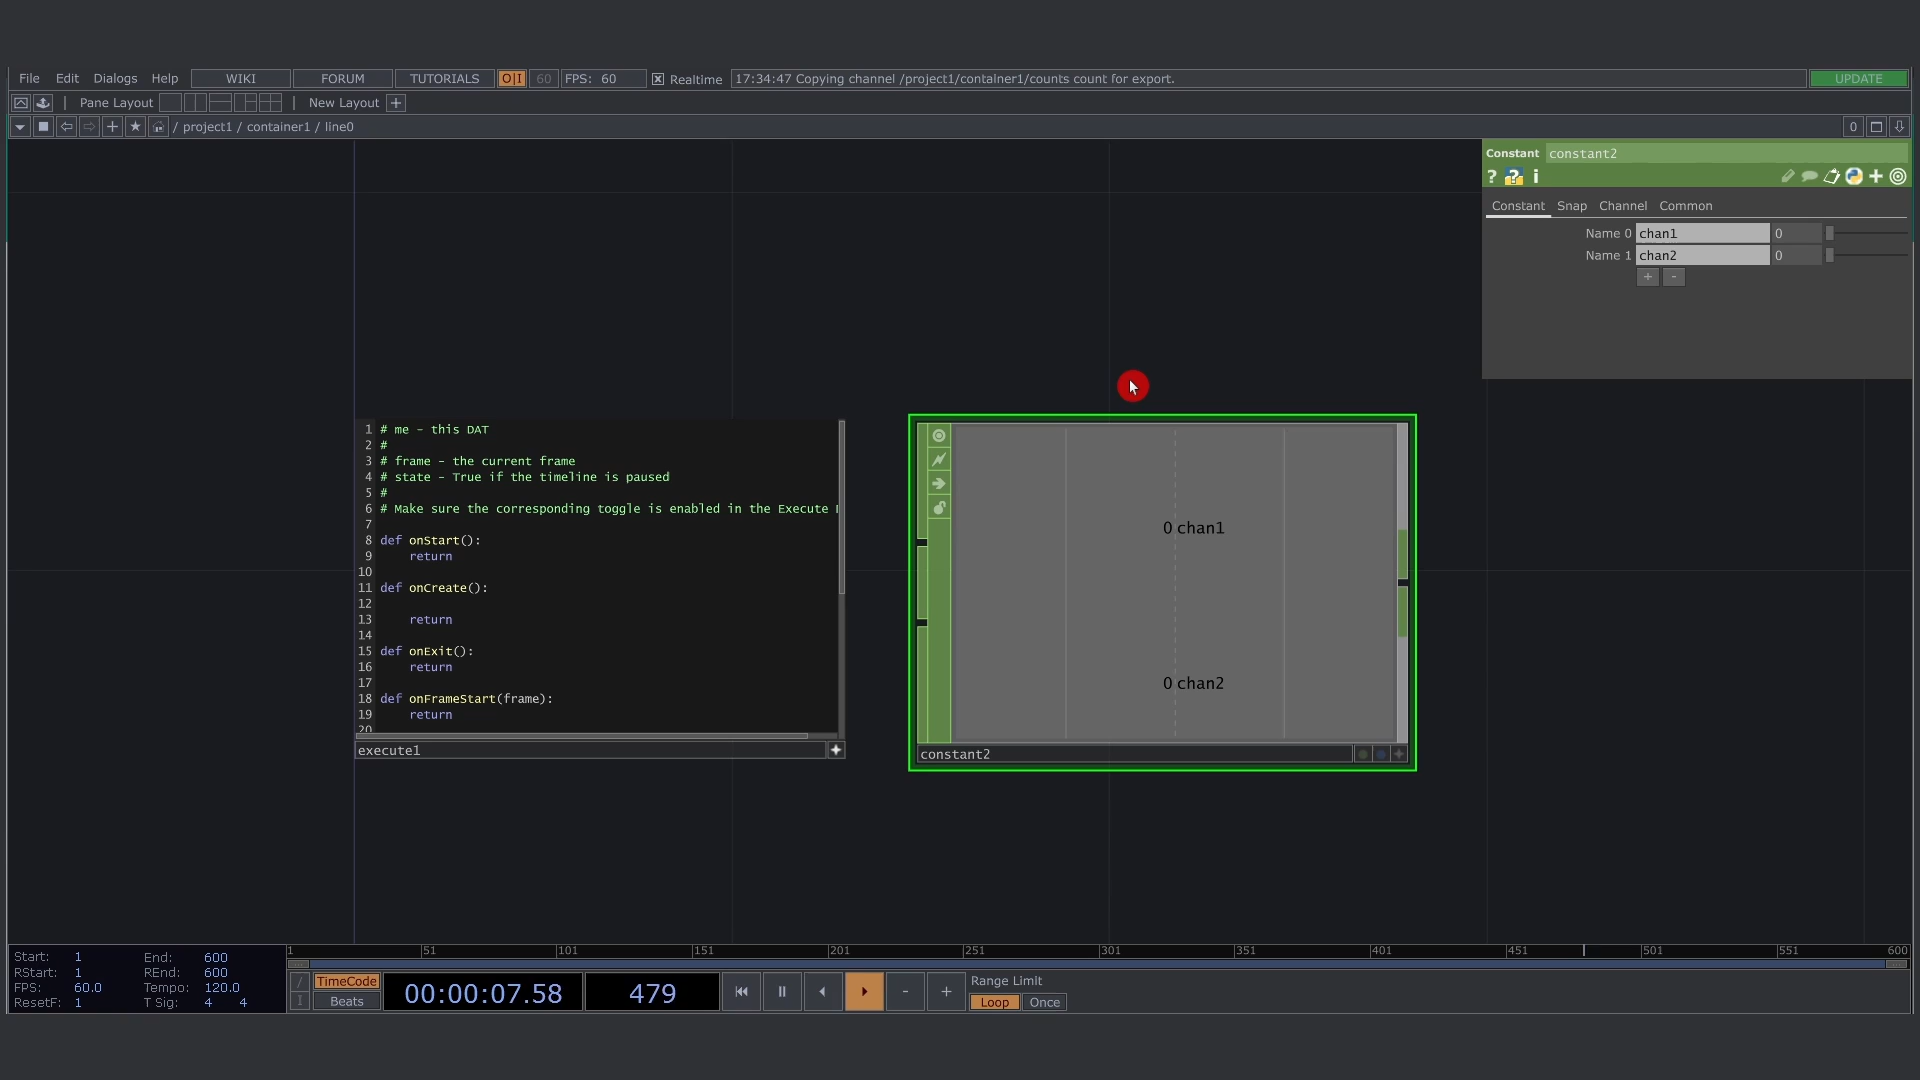 File Edit Dialogs Help WIKI FORUM TUTORIALS O|I 60 FPS: 60 Realtime 17:34:47 Copying channel /project1/container1/counts count for export. UPDATE
Pane Layout New Layout +
/ project1 / container1 / line0 0
Constant constant2
? ? i
Constant Snap Channel Common
Name 0 chan1 0
Name 1 chan2 0
+ -
1 # me - this DAT
2 #
3 # frame - the current frame
4 # state - True if the timeline is paused
5 #
6 # Make sure the corresponding toggle is enabled in the Execute
7
8 def onStart():
9 return
10
11 def onCreate():
12
13 return
14
15 def onExit():
16 return
17
18 def onFrameStart(frame):
19 return
20
execute1
0 chan1
0 chan2
constant2
1 51 101 151 201 251 301 351 401 451 501 551 600
Start: 1 End: 600
RStart: 1 REnd: 600
FPS: 60.0 Tempo: 120.0
ResetF: 1 T Sig: 4 4
/ TimeCode
I Beats
00:00:07.58 479 - +
Range Limit
Loop Once